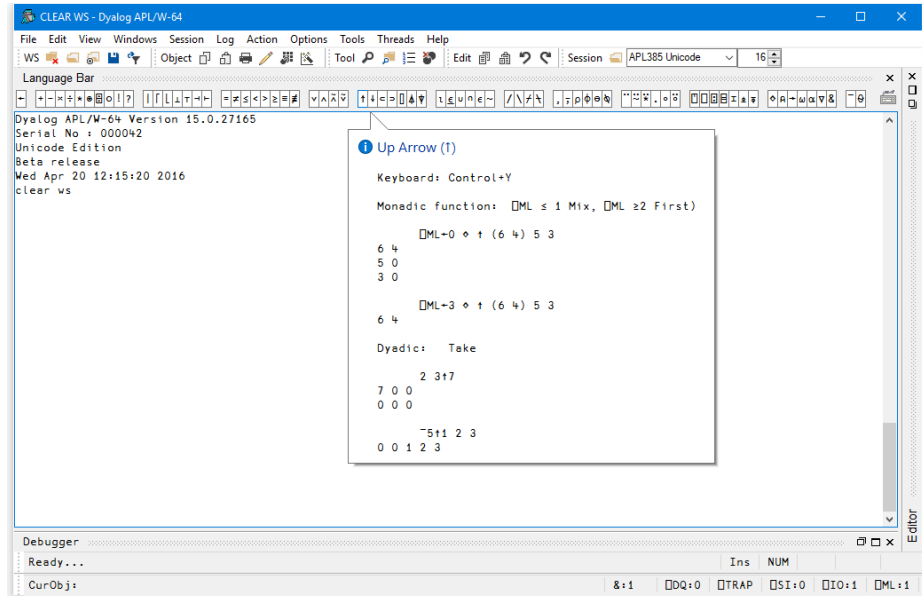 CLEAR WS - Dyalog APL/W-64
File Edit View Windows Session Log Action Options Tools Threads Help
WS Object Tool Edit Session APL385 Unicode 16
Language Bar
← + - × ÷ * ⍟ ⌹ ○ ! ? | ⌈ ⌊ ⊥ ⊤ ⊣ ⊢ = ≠ ≤ < > ≥ ≡ ≢ ∨ ∧ ⍲ ⍱ ↑ ↓ ⊂ ⊃ ⌷ ⍋ ⍒ ⍳ ⍷ ∪ ∩ ∊ ~ / \ ⌿ ⍀ , ⍪ ⍴ ⌽ ⊖ ⍉ ¨ ⍨ ⍣ . ∘ ⍤ ⍞ ⎕ ⍠ ⌸ ⌶ ⍎ ⍕ ⋄ ⍝ → ⍵ ⍺ ∇ & ¯ ⍬
Dyalog APL/W-64 Version 15.0.27165
Serial No : 000042
Unicode Edition
Beta release
Wed Apr 20 12:15:20 2016
clear ws
Up Arrow (↑)
Keyboard: Control+Y
Monadic function: ⎕ML ≤ 1 Mix, ⎕ML ≥2 First)
⎕ML←0 ⋄ ↑ (6 4) 5 3
6 4
5 0
3 0
⎕ML←3 ⋄ ↑ (6 4) 5 3
6 4
Dyadic: Take
2 3↑7
7 0 0
0 0 0
¯5↑1 2 3
0 0 1 2 3
Editor
Debugger
Ready...
Ins NUM
CurObj:
&:1 ⎕DQ:0 ⎕TRAP ⎕SI:0 ⎕IO:1 ⎕ML:1